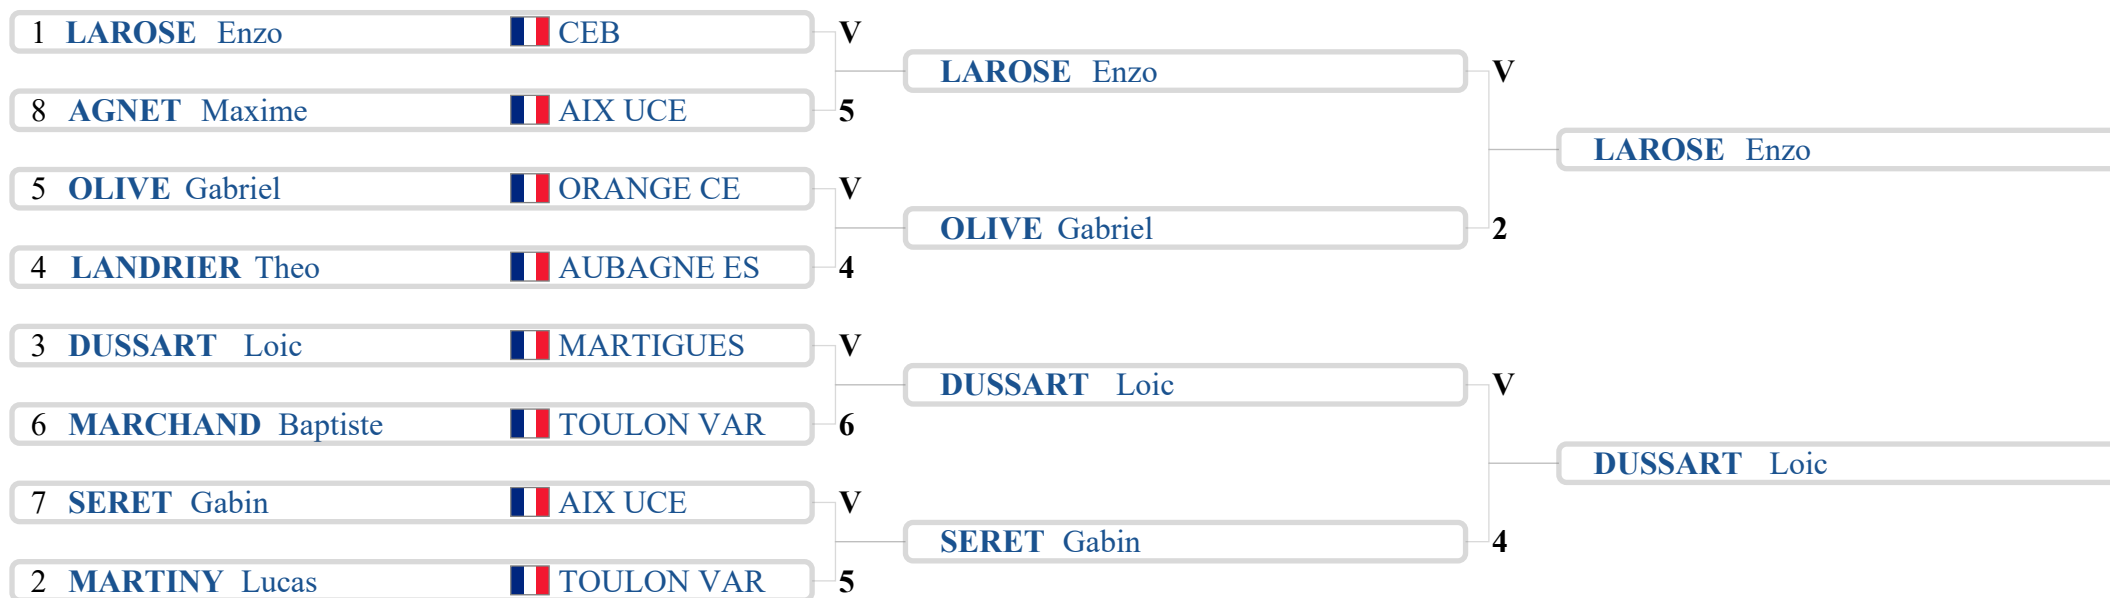 1 LAROSE Enzo CEB V
LAROSE Enzo V
8 AGNET Maxime AIX UCE 5
LAROSE Enzo
5 OLIVE Gabriel ORANGE CE V
OLIVE Gabriel 2
4 LANDRIER Theo AUBAGNE ES 4
3 DUSSART Loic MARTIGUES V
DUSSART Loic V
6 MARCHAND Baptiste TOULON VAR 6
DUSSART Loic
7 SERET Gabin AIX UCE V
SERET Gabin 4
2 MARTINY Lucas TOULON VAR 5